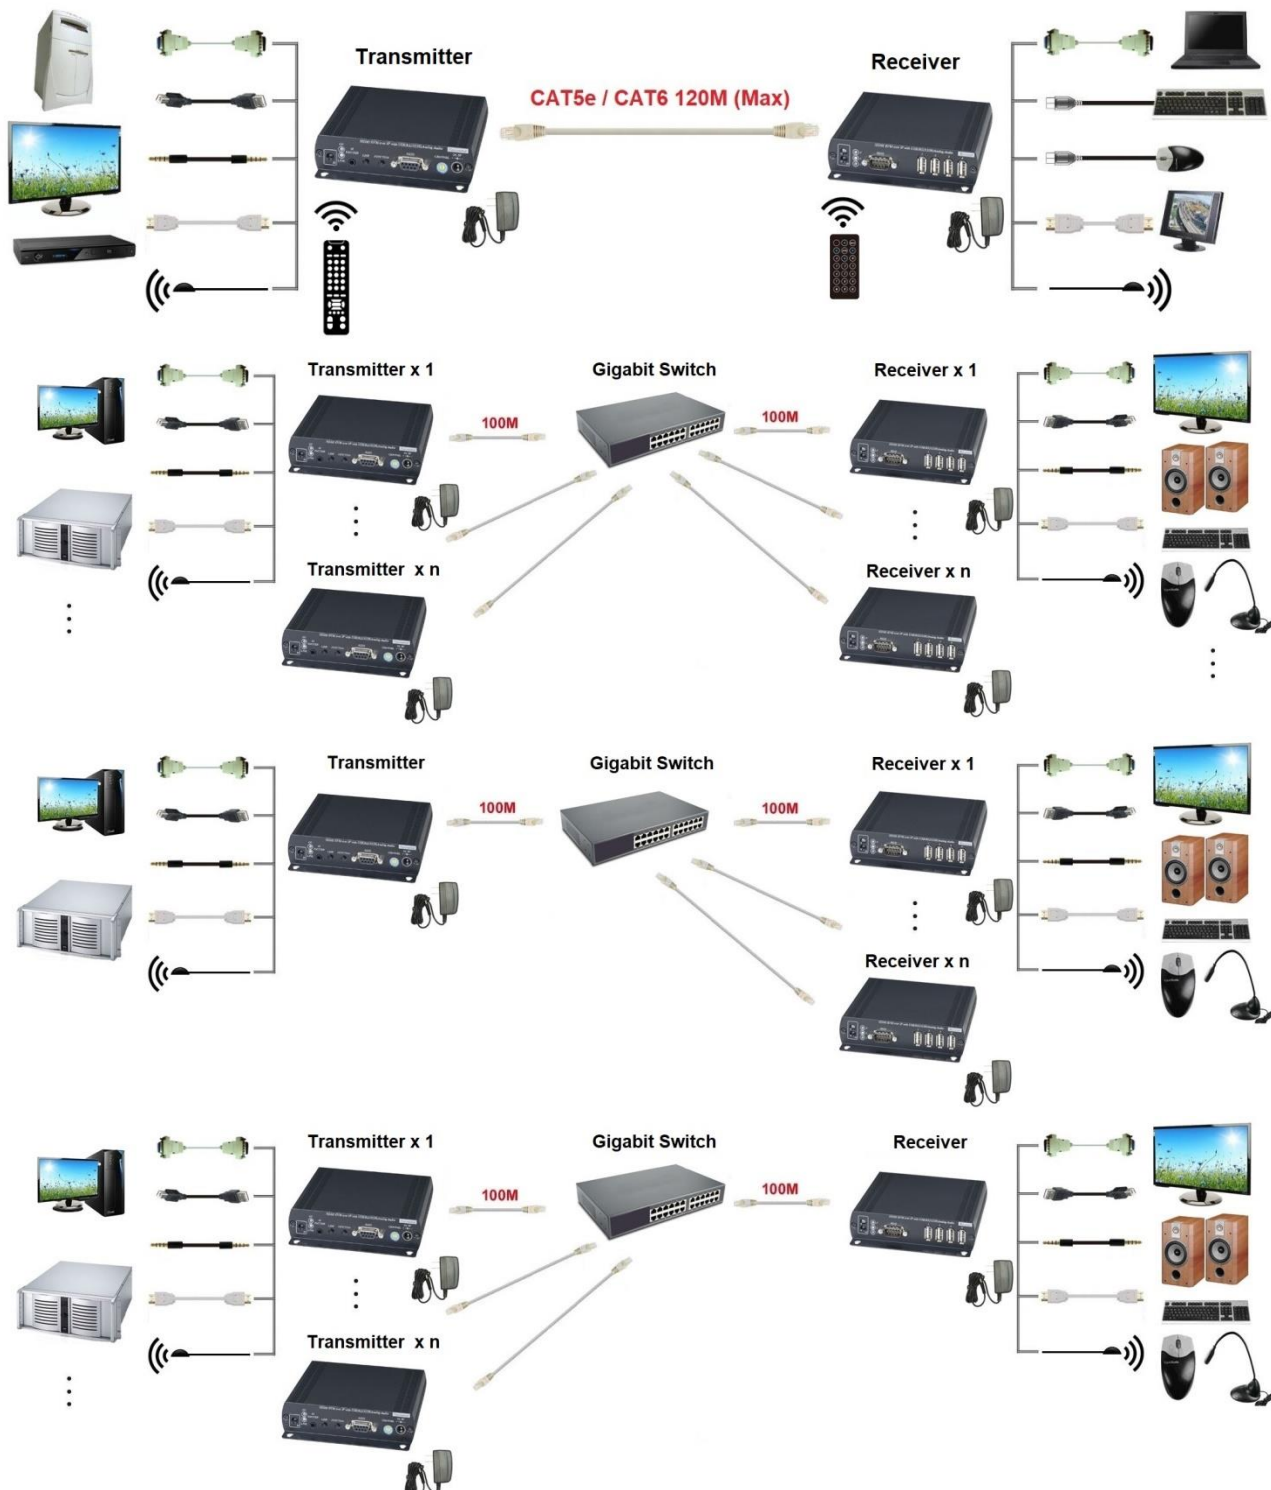 Transmitter
Receiver
CAT5e / CAT6 120M (Max)
Transmitter x 1
Gigabit Switch
Receiver x 1
100M
100M
Transmitter x n
Receiver x n
Transmitter
Gigabit Switch
Receiver x 1
100M
100M
Receiver x n
Transmitter x 1
Gigabit Switch
Receiver
100M
100M
Transmitter x n